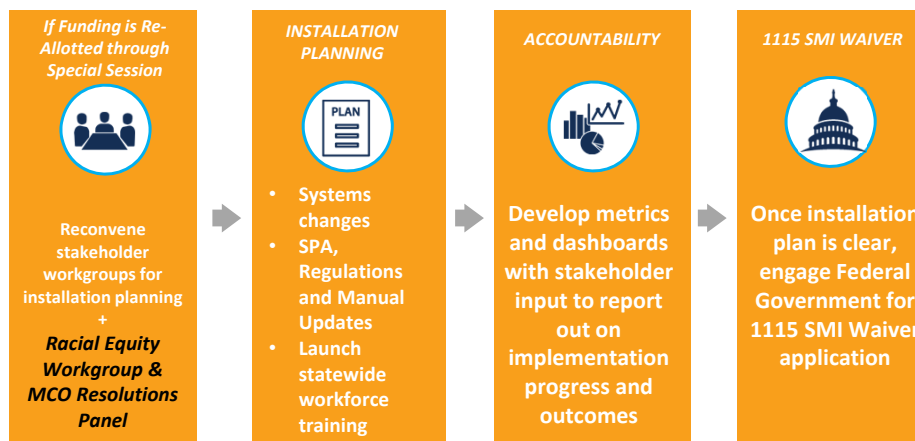 If Funding is Re-
Allotted through
Special Session
Reconvene
stakeholder
workgroups for
installation planning
+
Racial Equity
Workgroup &
MCO Resolutions
Panel
INSTALLATION
PLANNING
PLAN
• Systems
changes
• SPA,
Regulations
and Manual
Updates
• Launch
statewide
workforce
training
ACCOUNTABILITY
Develop metrics
and dashboards
with stakeholder
input to report
out on
implementation
progress and
outcomes
1115 SMI WAIVER
Once installation
plan is clear,
engage Federal
Government for
1115 SMI Waiver
application